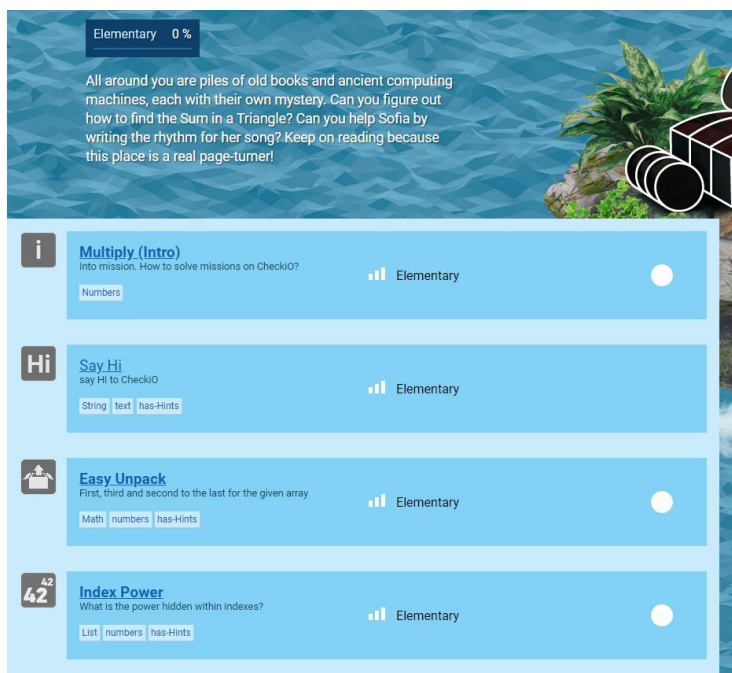 Elementary 0 %
All around you are piles of old books and ancient computing
machines, each with their own mystery. Can you figure out
how to find the Sum in a Triangle? Can you help Sofia by
writing the rhythm for her song? Keep on reading because
this place is a real page-turner!
i
Multiply (Intro)
Into mission. How to solve missions on CheckiO?
Elementary
Numbers
Hi
Say Hi
say HI to CheckiO
Elementary
String text has-Hints
Easy Unpack
First, third and second to the last for the given array
Elementary
Math numbers has-Hints
42 42
Index Power
What is the power hidden within indexes?
Elementary
List numbers has-Hints